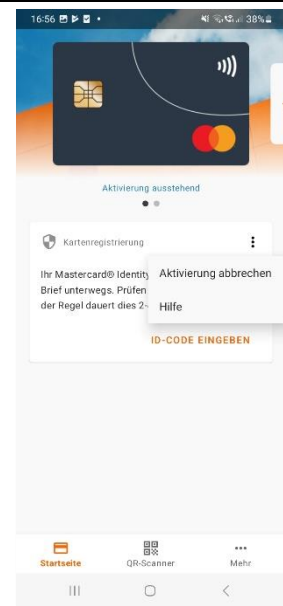 16:56
38%
Aktivierung ausstehend
Kartenregistrierung
Ihr Mastercard® Identity
Aktivierung abbrechen
Brief unterwegs. Prüfen
der Regel dauert dies 2-
Hilfe
ID-CODE EINGEBEN
Startseite QR-Scanner Mehr